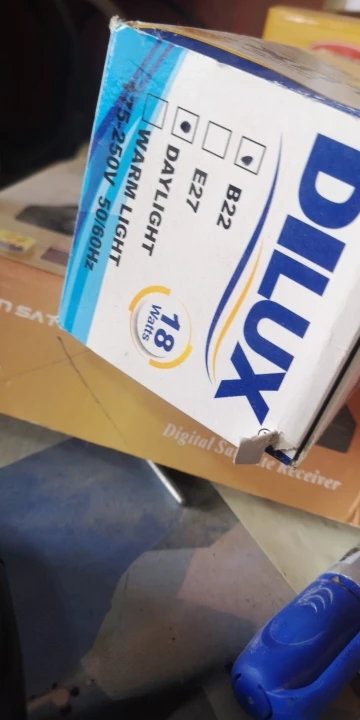 DILUX
B22
E27
DAYLIGHT
WARM LIGHT
175-250V 50/60Hz
18
Watts
Digital Satellite Receiver